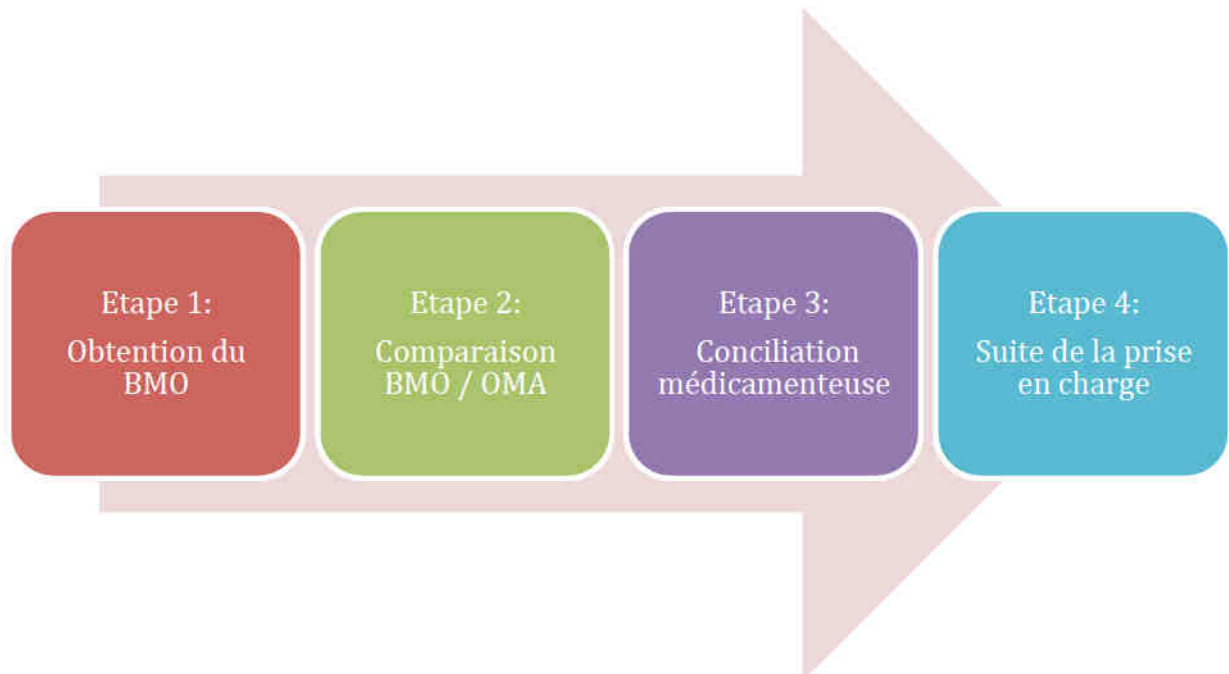 Etape 1:
Obtention du
BMO
Etape 2:
Comparaison
BMO / OMA
Etape 3:
Conciliation
médicamenteuse
Etape 4:
Suite de la prise
en charge